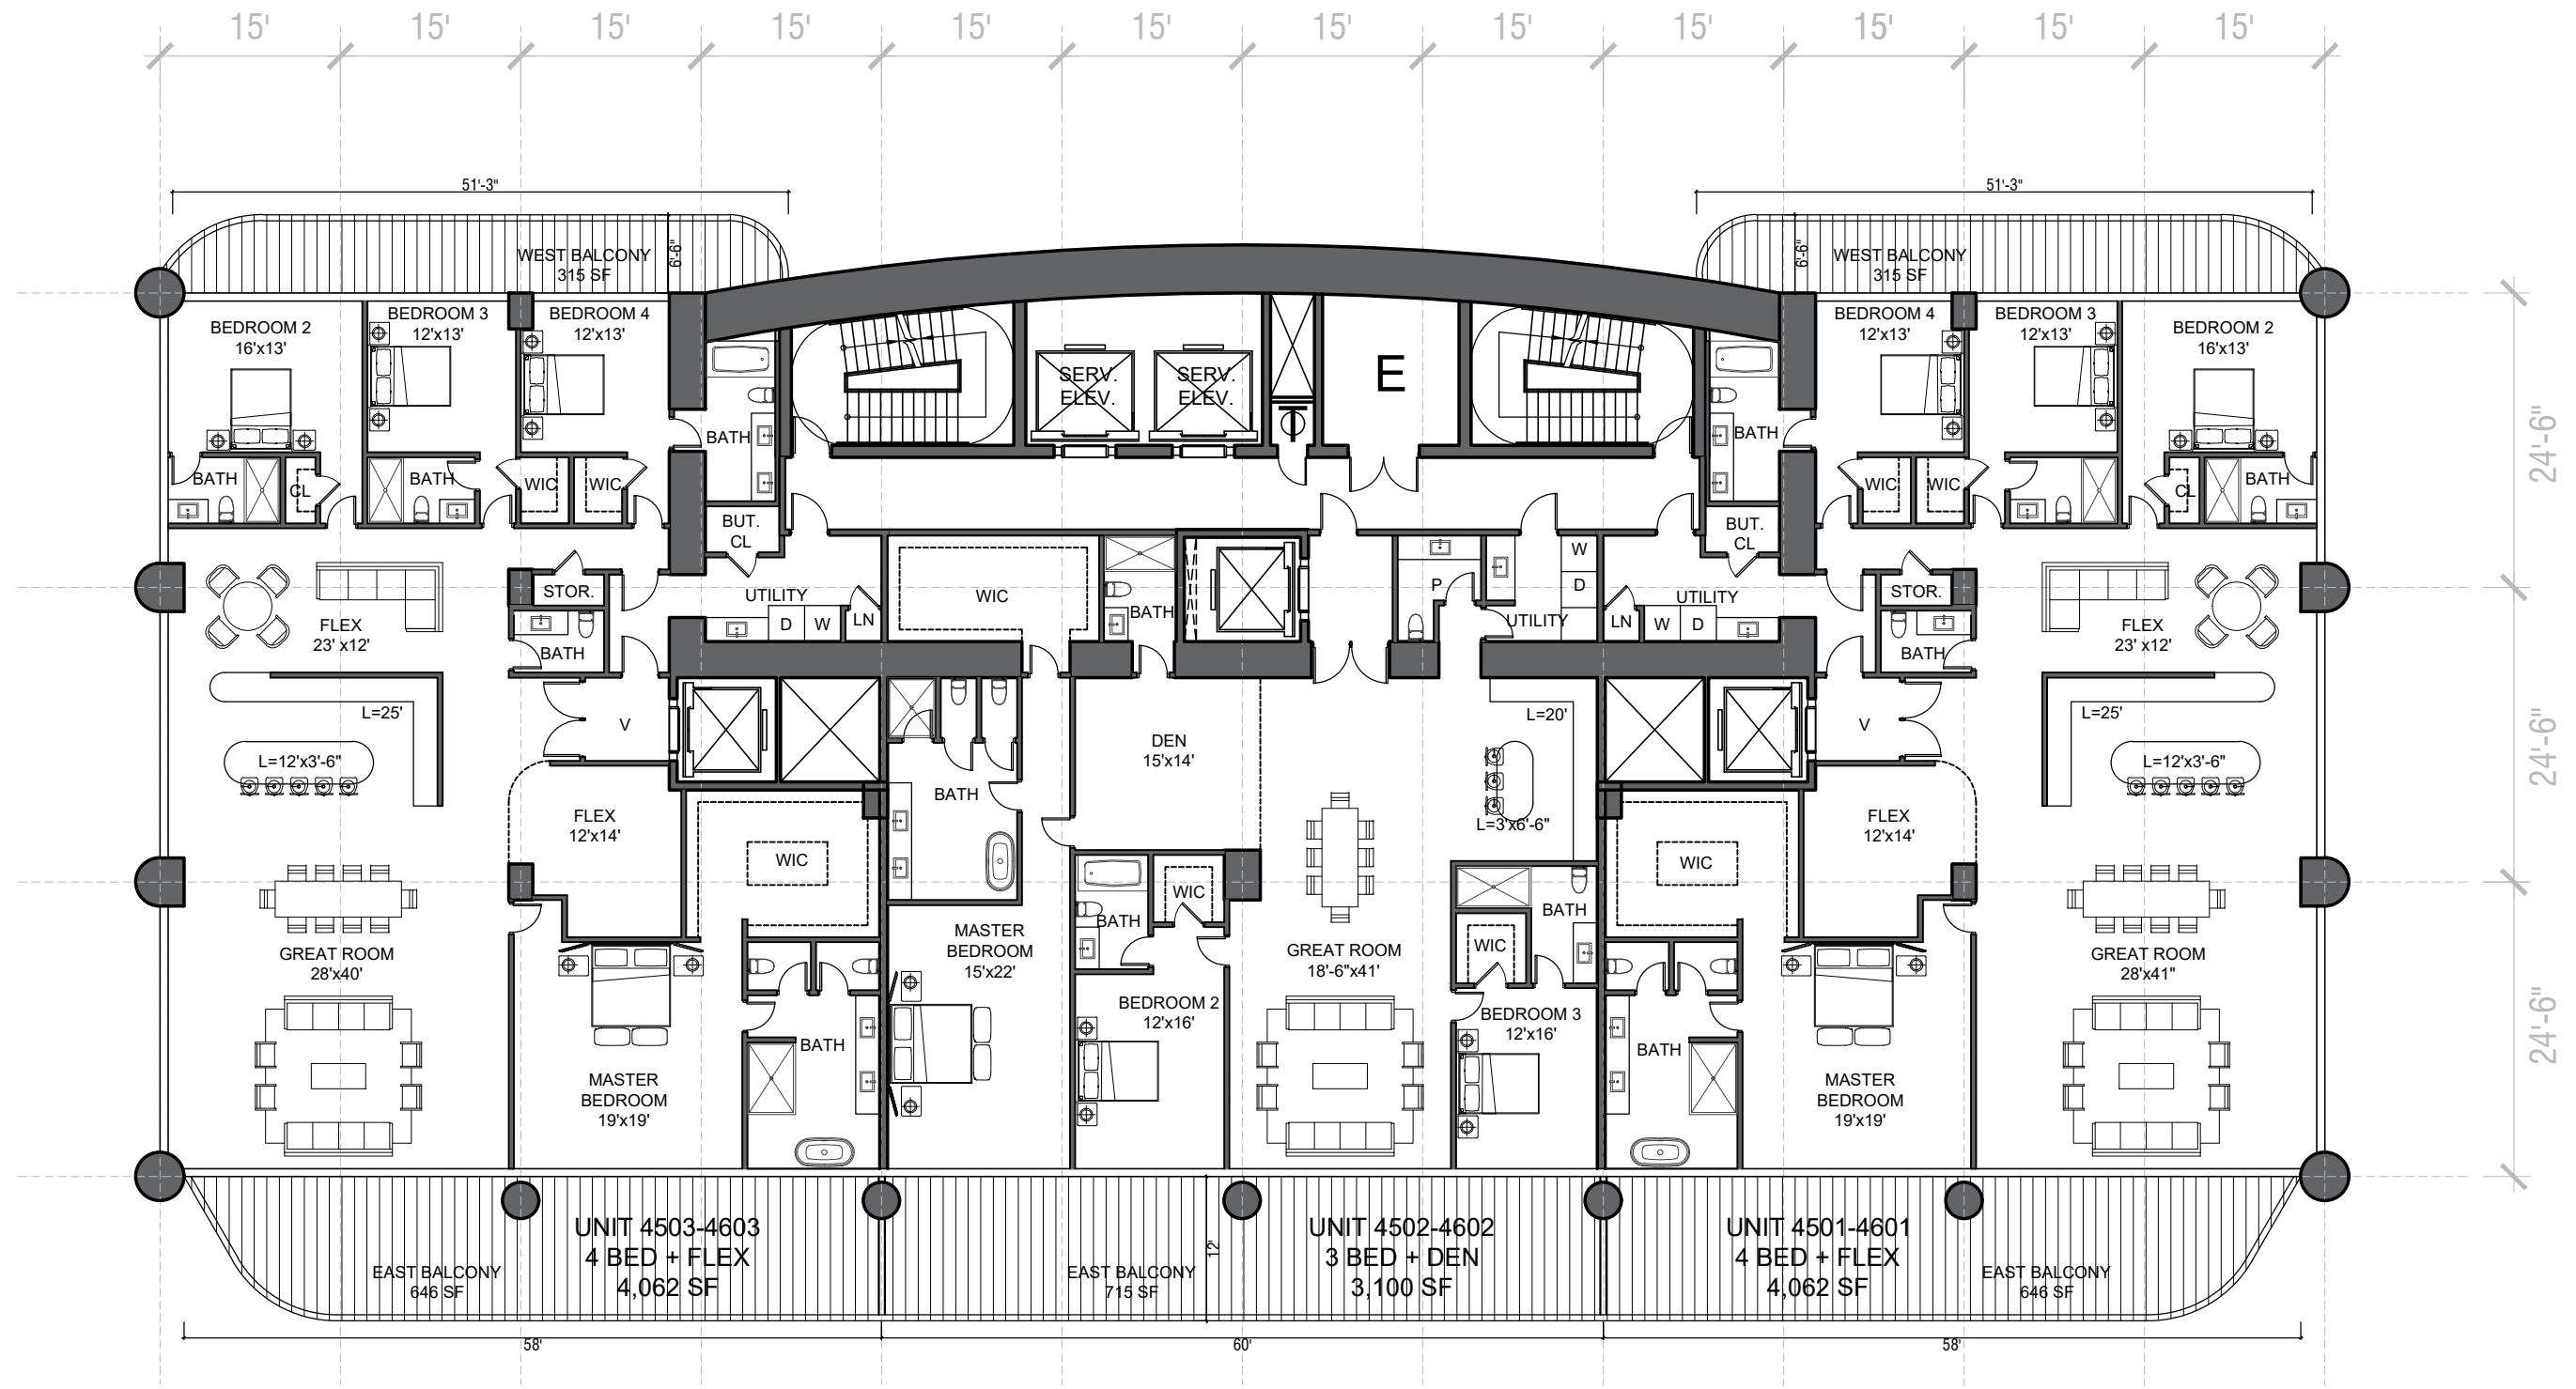 15' 15' 15' 15' 15' 15' 15' 15' 15' 15' 15' 15'
51'-3" 51'-3"
WEST BALCONY
315 SF
6'-6"
6'-6"
WEST BALCONY
315 SF
BEDROOM 2
16'x13'
BEDROOM 3
12'x13'
BEDROOM 4
12'x13'
SERV.
ELEV.
SERV.
ELEV.
E
T
BEDROOM 4
12'x13'
BEDROOM 3
12'x13'
BEDROOM 2
16'x13'
24'-6"
BATH
CL
BATH
WIC
WIC
BATH
BATH
WIC
WIC
CL
BATH
BUT.
CL
BUT.
CL
FLEX
23' x12'
STOR.
BATH
UTILITY
D
W
LN
WIC
BATH
P
W
D
UTILITY
LN
UTILITY
W
D
STOR.
BATH
FLEX
23' x12'
L=25'
V
L=12'x3'-6"
DEN
15'x14'
L=20'
V
L=25'
L=12'x3'-6"
24'-6"
FLEX
12'x14'
WIC
BATH
L=3'x6'-6"
WIC
FLEX
12'x14'
GREAT ROOM
28'x40'
MASTER
BEDROOM
15'x22'
BATH
WIC
GREAT ROOM
18'-6"x41'
WIC
BATH
GREAT ROOM
28'x41"
24'-6"
MASTER
BEDROOM
19'x19'
BATH
BEDROOM 2
12'x16'
BEDROOM 3
12'x16'
BATH
MASTER
BEDROOM
19'x19'
EAST BALCONY
646 SF
UNIT 4503-4603
4 BED + FLEX
4,062 SF
EAST BALCONY
715 SF
12'
UNIT 4502-4602
3 BED + DEN
3,100 SF
UNIT 4501-4601
4 BED + FLEX
4,062 SF
EAST BALCONY
646 SF
58' 60' 58'